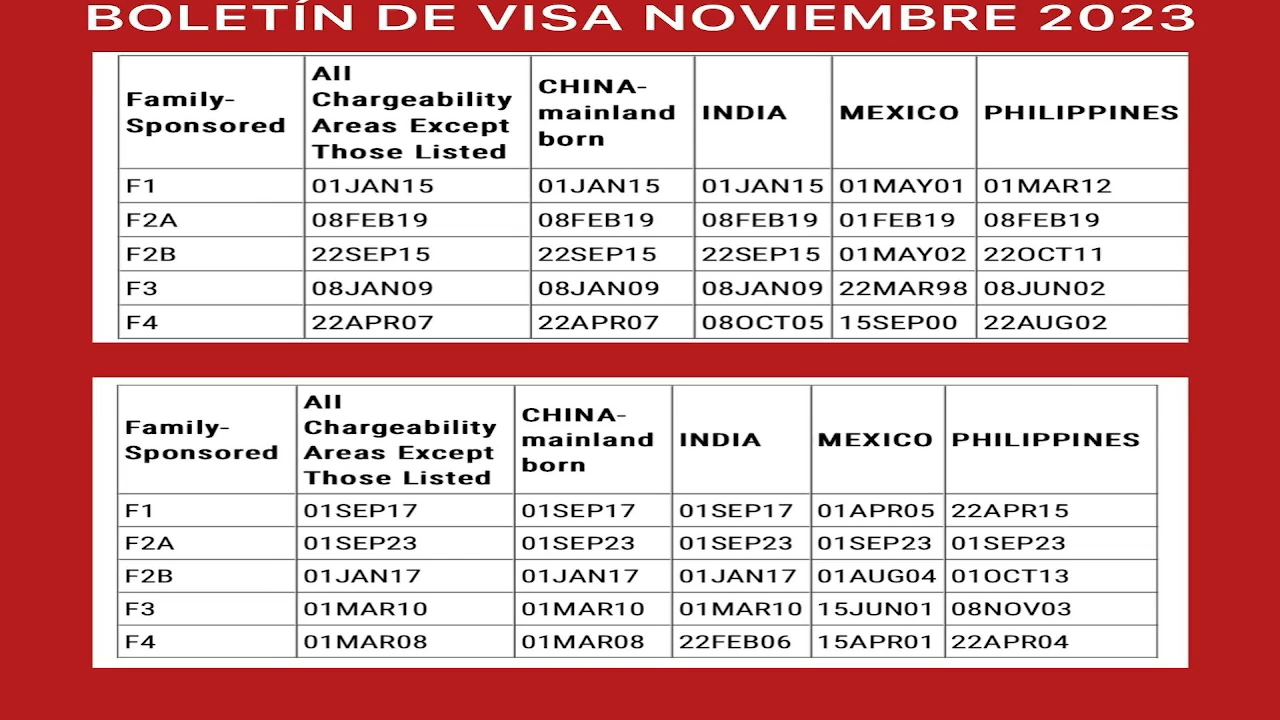 BOLETÍN DE VISA NOVIEMBRE 2023
Family-
Sponsored
All
Chargeability
Areas Except
Those Listed
CHINA-
mainland
born
INDIA
MEXICO
PHILIPPINES
F1 01JAN15 01JAN15 01JAN15 01MAY01 01MAR12
F2A 08FEB19 08FEB19 08FEB19 01FEB19 08FEB19
F2B 22SEP15 22SEP15 22SEP15 01MAY02 22OCT11
F3 08JAN09 08JAN09 08JAN09 22MAR98 08JUN02
F4 22APR07 22APR07 08OCT05 15SEP00 22AUG02
Family-
Sponsored
All
Chargeability
Areas Except
Those Listed
CHINA-
mainland
born
INDIA
MEXICO
PHILIPPINES
F1 01SEP17 01SEP17 01SEP17 01APR05 22APR15
F2A 01SEP23 01SEP23 01SEP23 01SEP23 01SEP23
F2B 01JAN17 01JAN17 01JAN17 01AUG04 01OCT13
F3 01MAR10 01MAR10 01MAR10 15JUN01 08NOV03
F4 01MAR08 01MAR08 22FEB06 15APR01 22APR04